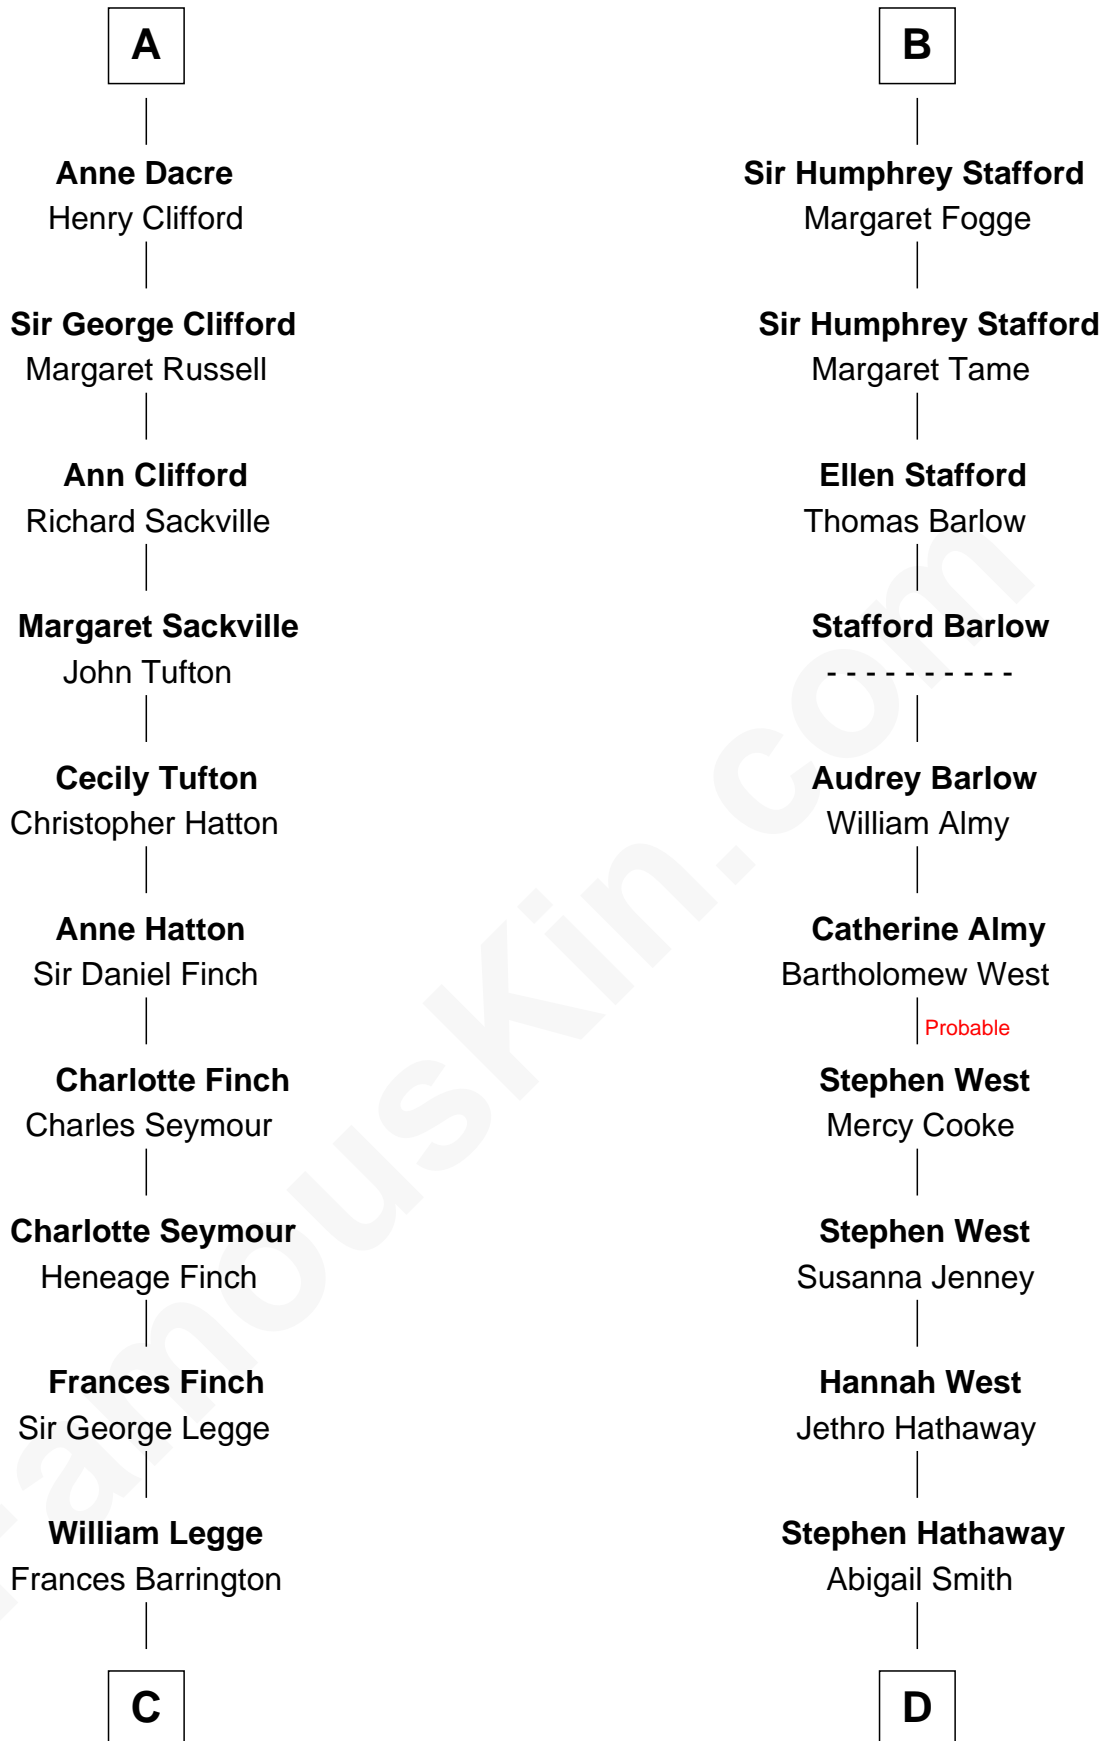 A
Anne Dacre
Henry Clifford
Sir George Clifford
Margaret Russell
Ann Clifford
Richard Sackville
Margaret Sackville
John Tufton
Cecily Tufton
Christopher Hatton
Anne Hatton
Sir Daniel Finch
Charlotte Finch
Charles Seymour
Charlotte Seymour
Heneage Finch
Frances Finch
Sir George Legge
William Legge
Frances Barrington
C
B
Sir Humphrey Stafford
Margaret Fogge
Sir Humphrey Stafford
Margaret Tame
Ellen Stafford
Thomas Barlow
Stafford Barlow
- - - - - - - - - -
Audrey Barlow
William Almy
Catherine Almy
Bartholomew West
Probable
Stephen West
Mercy Cooke
Stephen West
Susanna Jenney
Hannah West
Jethro Hathaway
Stephen Hathaway
Abigail Smith
D
FamousKin.com